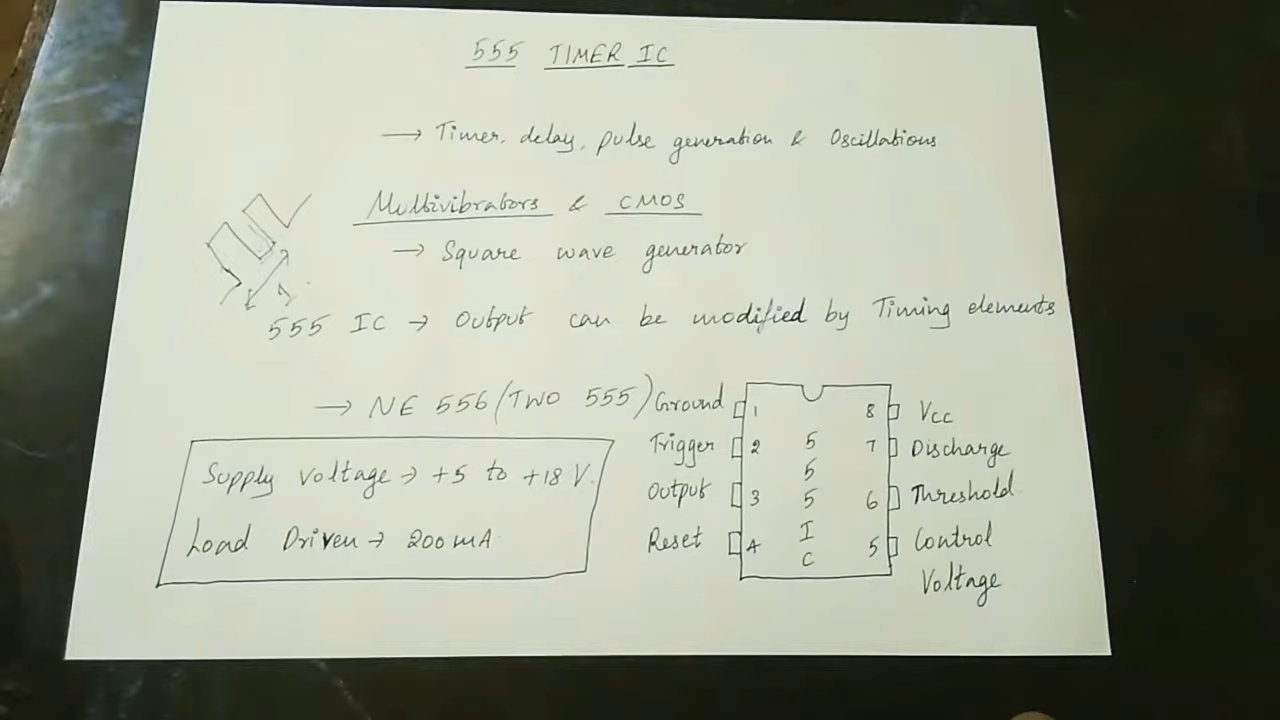 555 TIMER IC
→ Timer, delay, pulse generation & Oscillations
Multivibrators & CMOS
→ Square wave generator
555 IC → Output can be modified by Timing elements
→ NE 556 (TWO 555)
Supply voltage → +5 to +18 V.
Load Driven → 200 mA.
Ground 1 8 Vcc
Trigger 2 5 7 Discharge
5
Output 3 5 6 Threshold
Reset 4 I 5 Control
C Voltage